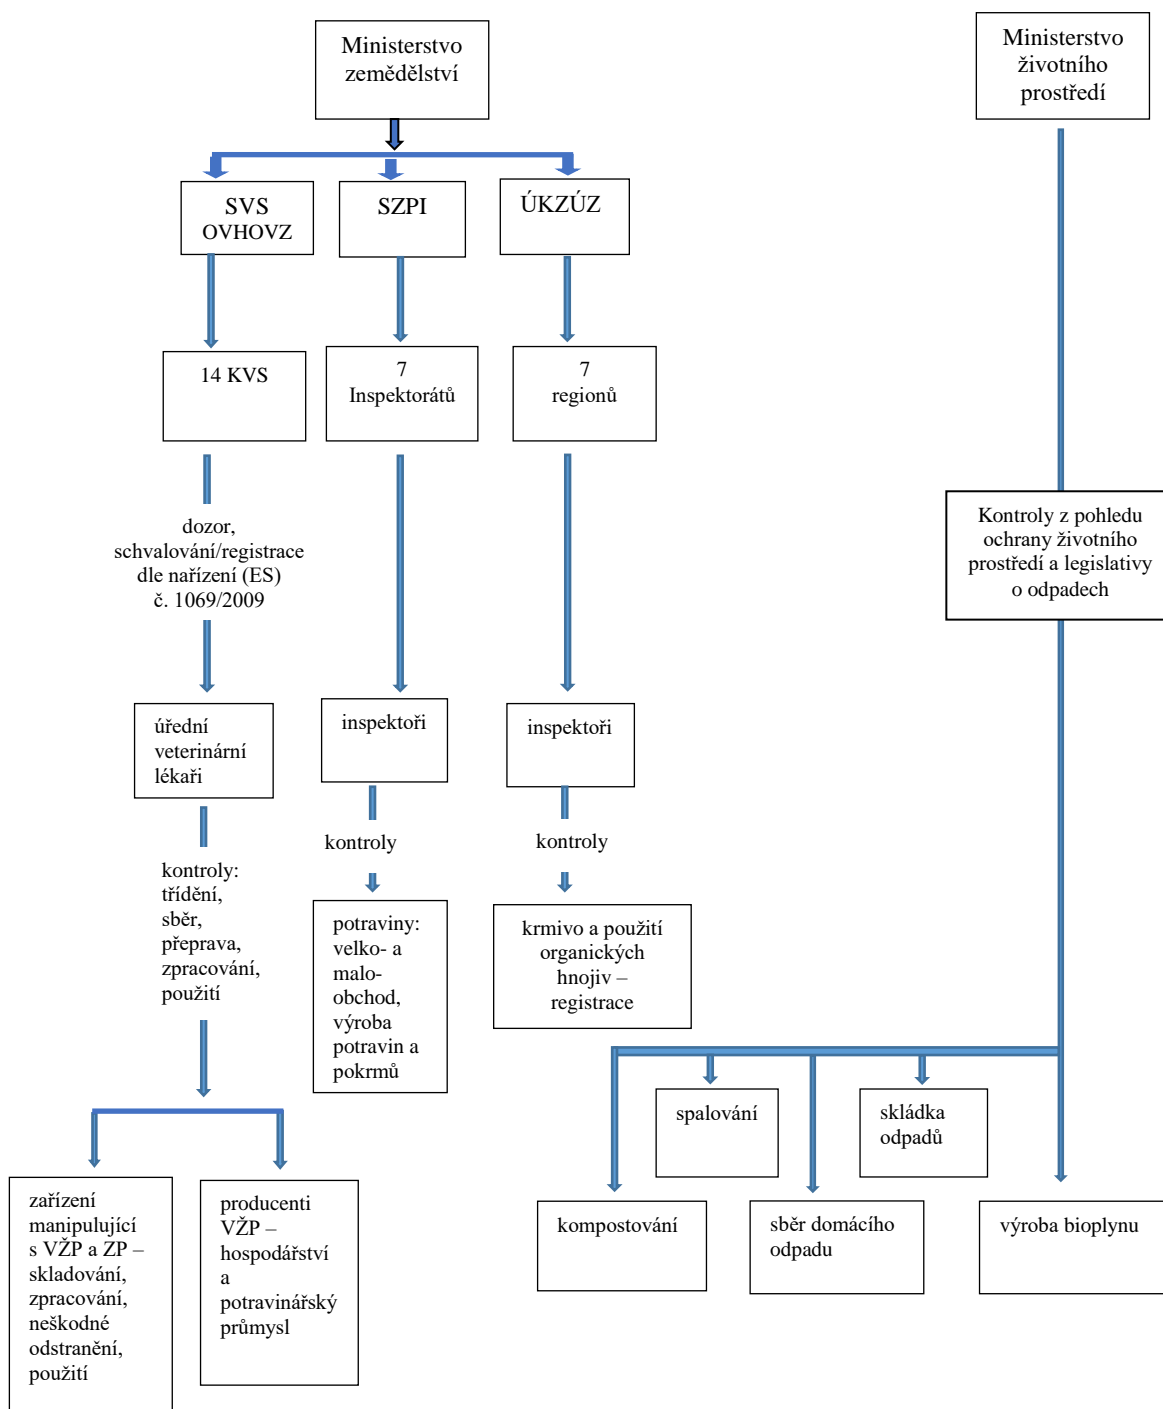 Ministerstvo
zemědělství
Ministerstvo
životního
prostředí
SVS
OVHOVZ
SZPI
ÚKZÚZ
14 KVS
7
Inspektorátů
7
regionů
dozor,
schvalování/registrace
dle nařízení (ES)
č. 1069/2009
Kontroly z pohledu
ochrany životního
prostředí a legislativy
o odpadech
úřední
veterinární
lékaři
inspektoři
inspektoři
kontroly:
třídění,
sběr,
přeprava,
zpracování,
použití
kontroly
kontroly
potraviny:
velko- a
malo-
obchod,
výroba
potravin a
pokrmů
krmivo a použití
organických
hnojiv –
registrace
spalování
skládka
odpadů
zařízení
manipulující
s VŽP a ZP –
skladování,
zpracování,
neškodné
odstranění,
použití
producenti
VŽP –
hospodářství
a
potravinářský
průmysl
kompostování
sběr domácího
odpadu
výroba bioplynu